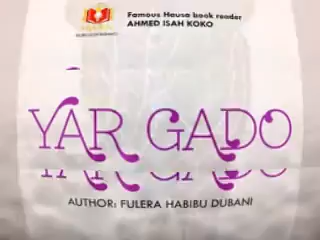 Famous Hausa book reader
AHMED ISAH KOKO
YAR GADO
AUTHOR: FULERA HABIBU DUBANI